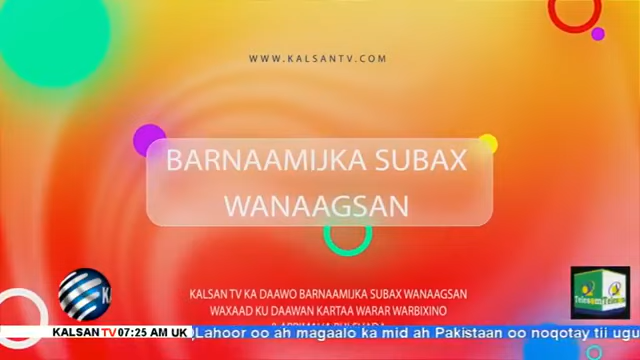 WWW.KALSANTV.COM
BARNAAMIJKA SUBAX
WANAAGSAN
KALSAN TV KA DAAWO BARNAAMIJKA SUBAX WANAAGSAN
WAXAAD KU DAAWAN KARTAA WARAR WARBIXINO
KALSAN TV 07:25 AM UK Lahoor oo ah magaalo ka mid ah Pakistaan oo noqotay tii ugu